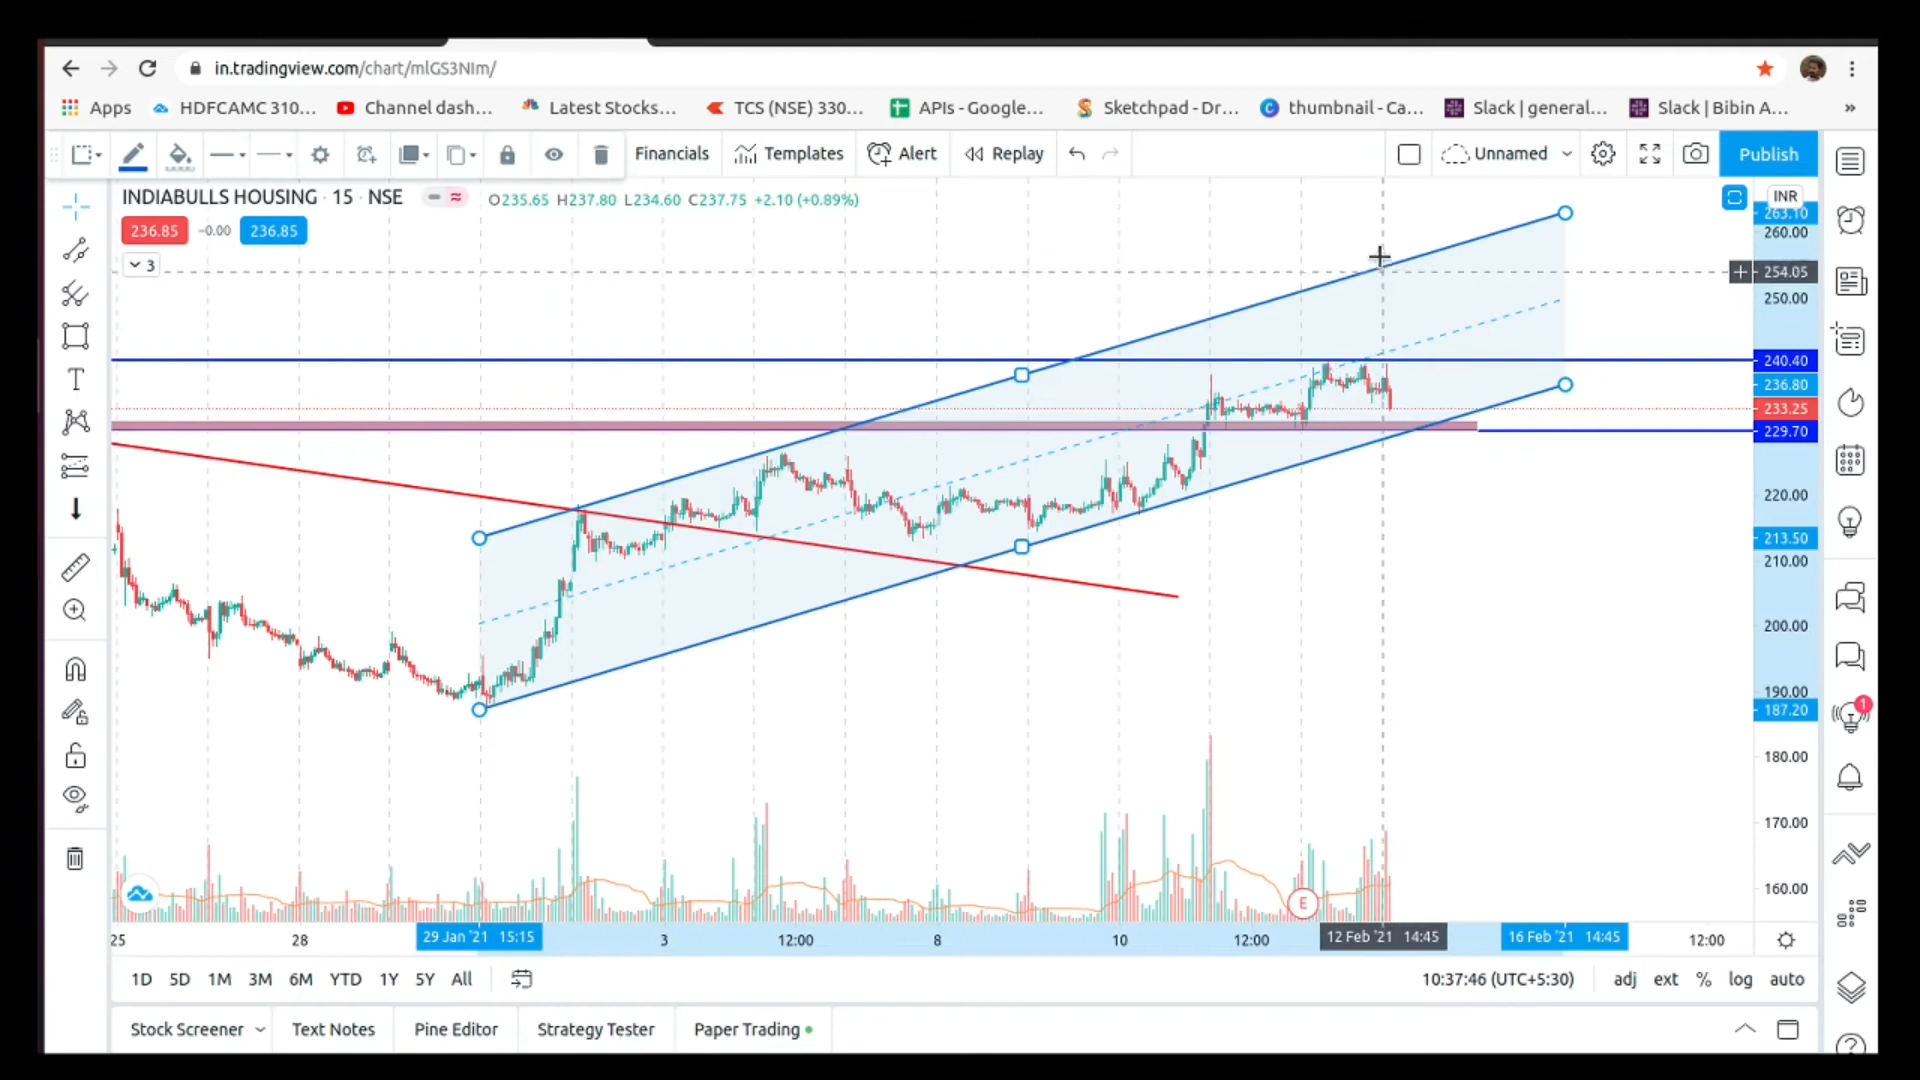 in.tradingview.com/chart/mlGS3NIm/
Apps HDFCAMC 310... Channel dash... Latest Stocks... TCS (NSE) 330... APIs - Google... Sketchpad - Dr... thumbnail - Ca... Slack | general... Slack | Bibin A... »
Financials Templates Alert Replay Unnamed Publish
INDIABULLS HOUSING · 15 · NSE O235.65 H237.80 L234.60 C237.75 +2.10 (+0.89%)
INR
236.85 −0.00 236.85
3
263.10
260.00
254.05
250.00
240.40
236.80
233.25
229.70
220.00
213.50
210.00
200.00
190.00
187.20
180.00
170.00
160.00
E
1
25 28 29 Jan '21 15:15 3 12:00 8 10 12:00 12 Feb '21 14:45 16 Feb '21 14:45 12:00
1D 5D 1M 3M 6M YTD 1Y 5Y All 10:37:46 (UTC+5:30) adj ext % log auto
Stock Screener Text Notes Pine Editor Strategy Tester Paper Trading